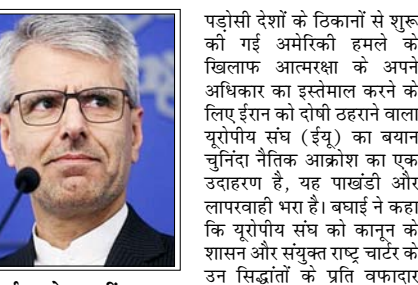 पड़ोसी देशों के ठिकानों से शुरू
की गई अमेरिकी हमले के
खिलाफ आत्मरक्षा के अपने
अधिकार का इस्तेमाल करने के
लिए ईरान को दोषी ठहराने वाला
यूरोपीय संघ (ईयू) का बयान
चुनिंदा नैतिक आक्रोश का एक
उदाहरण है, यह पाखंडी और
लापरवाही भरा है। बघाई ने कहा
कि यूरोपीय संघ को कानून के
शासन और संयुक्त राष्ट्र चार्टर के
उन सिद्धांतों के प्रति वफादार